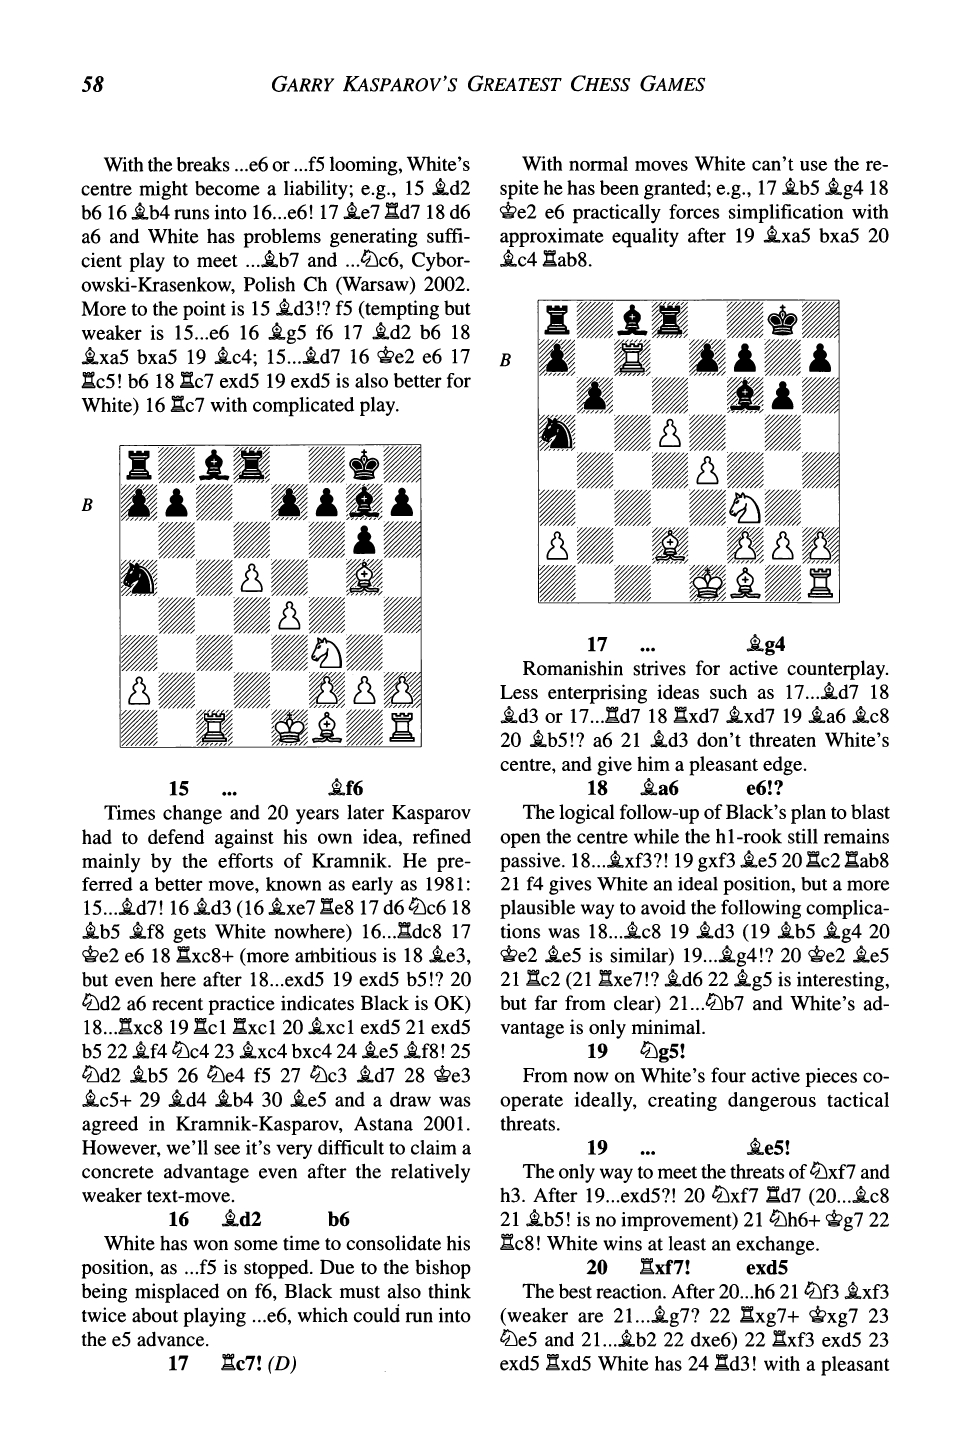 58
GARRY KASPAROV'S GREATEST CHESS GAMES
With the breaks ...e6 or ...f5 looming, White's
centre might become a liability; e.g., 15 ♗d2
b6 16 ♗b4 runs into 16...e6! 17 ♗e7 ♖d7 18 d6
a6 and White has problems generating suffi-
cient play to meet ...♗b7 and ...♘c6, Cybor-
owski-Krasenkow, Polish Ch (Warsaw) 2002.
More to the point is 15 ♗d3!? f5 (tempting but
weaker is 15...e6 16 ♗g5 f6 17 ♗d2 b6 18
♗xa5 bxa5 19 ♗c4; 15...♗d7 16 ♔e2 e6 17
♖c5! b6 18 ♖c7 exd5 19 exd5 is also better for
White) 16 ♖c7 with complicated play.
B
15 ... ♗f6
Times change and 20 years later Kasparov
had to defend against his own idea, refined
mainly by the efforts of Kramnik. He pre-
ferred a better move, known as early as 1981:
15...♗d7! 16 ♗d3 (16 ♗xe7 ♖e8 17 d6 ♘c6 18
♗b5 ♗f8 gets White nowhere) 16...♖dc8 17
♔e2 e6 18 ♖xc8+ (more ambitious is 18 ♗e3,
but even here after 18...exd5 19 exd5 b5!? 20
♘d2 a6 recent practice indicates Black is OK)
18...♖xc8 19 ♖c1 ♖xc1 20 ♗xc1 exd5 21 exd5
b5 22 ♗f4 ♘c4 23 ♗xc4 bxc4 24 ♗e5 ♗f8! 25
♘d2 ♗b5 26 ♘e4 f5 27 ♘c3 ♗d7 28 ♔e3
♗c5+ 29 ♗d4 ♗b4 30 ♗e5 and a draw was
agreed in Kramnik-Kasparov, Astana 2001.
However, we'll see it's very difficult to claim a
concrete advantage even after the relatively
weaker text-move.
16 ♗d2 b6
White has won some time to consolidate his
position, as ...f5 is stopped. Due to the bishop
being misplaced on f6, Black must also think
twice about playing ...e6, which could run into
the e5 advance.
17 ♖c7! (D)
With normal moves White can't use the re-
spite he has been granted; e.g., 17 ♗b5 ♗g4 18
♔e2 e6 practically forces simplification with
approximate equality after 19 ♗xa5 bxa5 20
♗c4 ♖ab8.
B
17 ... ♗g4
Romanishin strives for active counterplay.
Less enterprising ideas such as 17...♗d7 18
♗d3 or 17...♖d7 18 ♖xd7 ♗xd7 19 ♗a6 ♗c8
20 ♗b5!? a6 21 ♗d3 don't threaten White's
centre, and give him a pleasant edge.
18 ♗a6 e6!?
The logical follow-up of Black's plan to blast
open the centre while the h1-rook still remains
passive. 18...♗xf3?! 19 gxf3 ♗e5 20 ♖c2 ♖ab8
21 f4 gives White an ideal position, but a more
plausible way to avoid the following complica-
tions was 18...♗c8 19 ♗d3 (19 ♗b5 ♗g4 20
♔e2 ♗e5 is similar) 19...♗g4!? 20 ♔e2 ♗e5
21 ♖c2 (21 ♖xe7!? ♗d6 22 ♗g5 is interesting,
but far from clear) 21...♘b7 and White's ad-
vantage is only minimal.
19 ♘g5!
From now on White's four active pieces co-
operate ideally, creating dangerous tactical
threats.
19 ... ♗e5!
The only way to meet the threats of ♘xf7 and
h3. After 19...exd5?! 20 ♘xf7 ♖d7 (20...♗c8
21 ♗b5! is no improvement) 21 ♘h6+ ♔g7 22
♖c8! White wins at least an exchange.
20 ♖xf7! exd5
The best reaction. After 20...h6 21 ♘f3 ♗xf3
(weaker are 21...♗g7? 22 ♖xg7+ ♔xg7 23
♘e5 and 21...♗b2 22 dxe6) 22 ♖xf3 exd5 23
exd5 ♖xd5 White has 24 ♖d3! with a pleasant